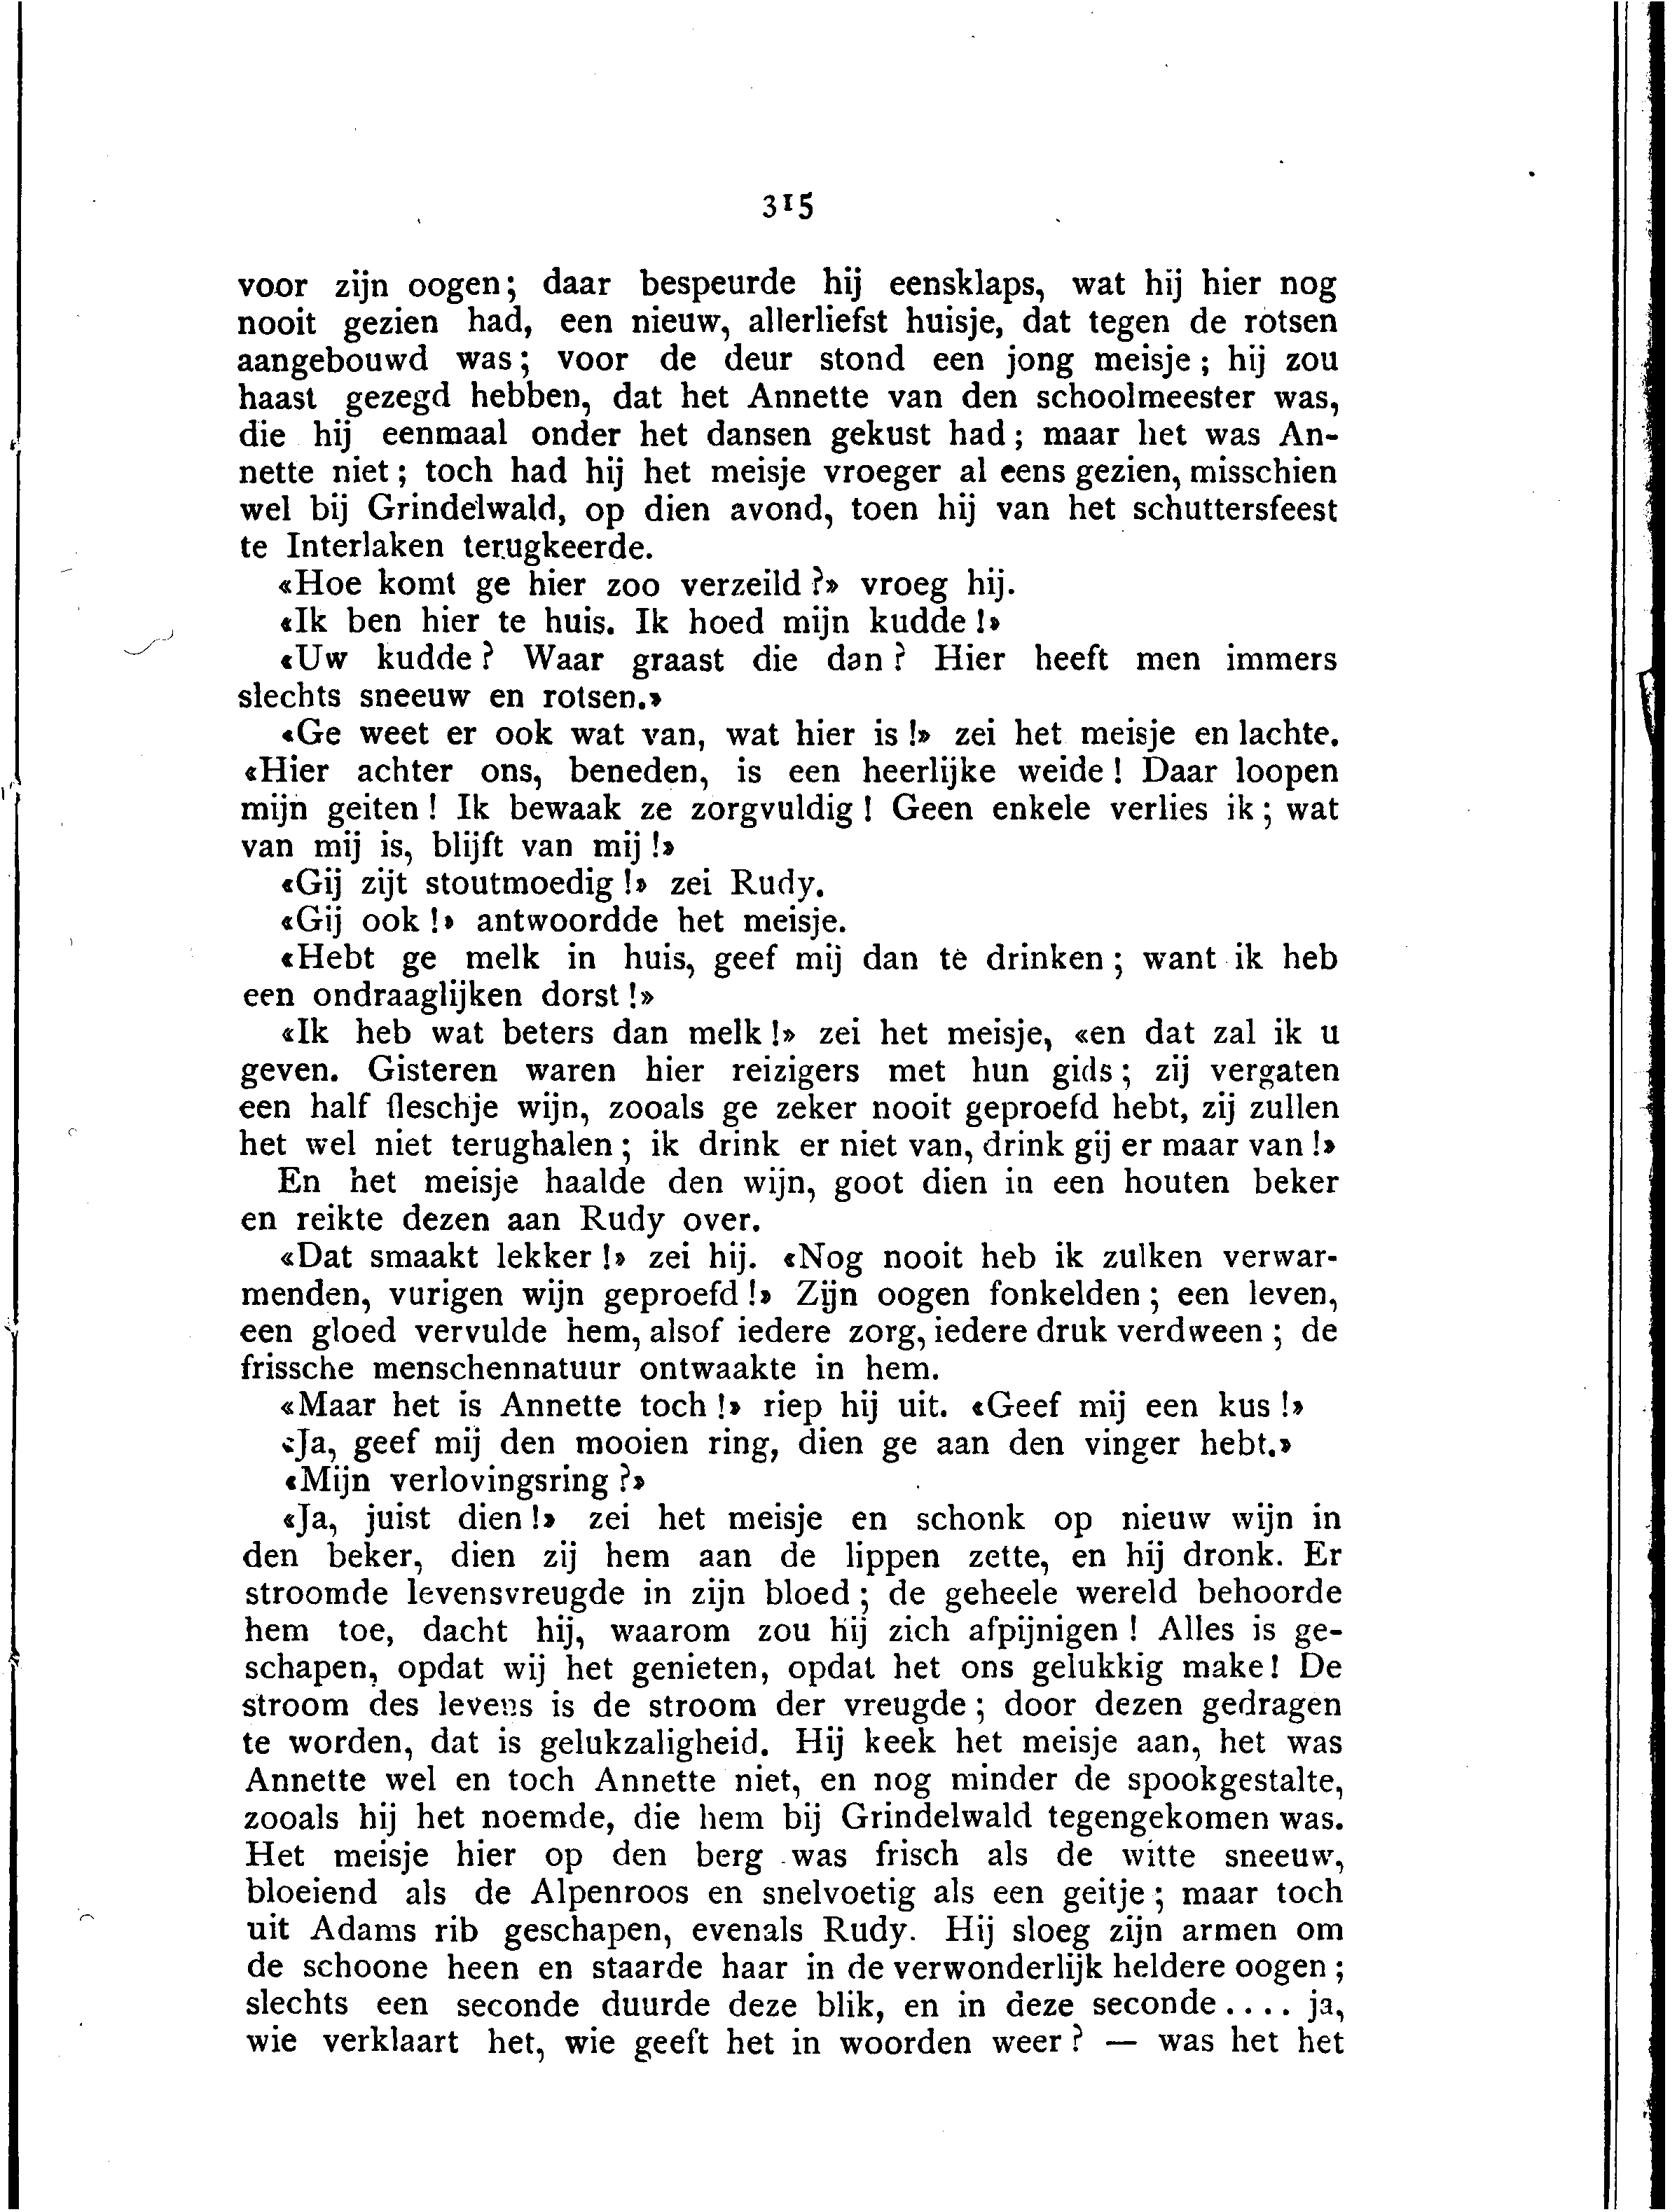 315
voor zijn oogen; daar bespeurde hij eensklaps, wat hij hier nog
nooit gezien had, een nieuw, allerliefst huisje, dat tegen de rotsen
aangebouwd was; voor de deur stond een jong meisje; hij zou
haast gezegd hebben, dat het Annette van den schoolmeester was,
die hij eenmaal onder het dansen gekust had; maar het was An-
nette niet; toch had hij het meisje vroeger al eens gezien, misschien
wel bij Grindelwald, op dien avond, toen hij van het schuttersfeest
te Interlaken terugkeerde.
«Hoe komt ge hier zoo verzeild?» vroeg hij.
«Ik ben hier te huis. Ik hoed mijn kudde!»
«Uw kudde? Waar graast die dan? Hier heeft men immers
slechts sneeuw en rotsen.»
«Ge weet er ook wat van, wat hier is!» zei het meisje en lachte.
«Hier achter ons, beneden, is een heerlijke weide! Daar loopen
mijn geiten! Ik bewaak ze zorgvuldig! Geen enkele verlies ik; wat
van mij is, blijft van mij!»
«Gij zijt stoutmoedig!» zei Rudy.
«Gij ook!» antwoordde het meisje.
«Hebt ge melk in huis, geef mij dan te drinken; want ik heb
een ondraaglijken dorst!»
«Ik heb wat beters dan melk!» zei het meisje, «en dat zal ik u
geven. Gisteren waren hier reizigers met hun gids; zij vergaten
een half fleschje wijn, zooals ge zeker nooit geproefd hebt, zij zullen
het wel niet terughalen; ik drink er niet van, drink gij er maar van!»
En het meisje haalde den wijn, goot dien in een houten beker
en reikte dezen aan Rudy over.
«Dat smaakt lekker!» zei hij. «Nog nooit heb ik zulken verwar-
menden, vurigen wijn geproefd!» Zijn oogen fonkelden; een leven,
een gloed vervulde hem, alsof iedere zorg, iedere druk verdween; de
frissche menschennatuur ontwaakte in hem.
«Maar het is Annette toch!» riep hij uit. «Geef mij een kus!»
«Ja, geef mij den mooien ring, dien ge aan den vinger hebt.»
«Mijn verlovingsring?»
«Ja, juist dien!» zei het meisje en schonk op nieuw wijn in
den beker, dien zij hem aan de lippen zette, en hij dronk. Er
stroomde levensvreugde in zijn bloed; de geheele wereld behoorde
hem toe, dacht hij, waarom zou hij zich afpijnigen! Alles is ge-
schapen, opdat wij het genieten, opdat het ons gelukkig make! De
stroom des levens is de stroom der vreugde; door dezen gedragen
te worden, dat is gelukzaligheid. Hij keek het meisje aan, het was
Annette wel en toch Annette niet, en nog minder de spookgestalte,
zooals hij het noemde, die hem bij Grindelwald tegengekomen was.
Het meisje hier op den berg was frisch als de witte sneeuw,
bloeiend als de Alpenroos en snelvoetig als een geitje; maar toch
uit Adams rib geschapen, evenals Rudy. Hij sloeg zijn armen om
de schoone heen en staarde haar in de verwonderlijk heldere oogen;
slechts een seconde duurde deze blik, en in deze seconde.... ja,
wie verklaart het, wie geeft het in woorden weer? — was het het